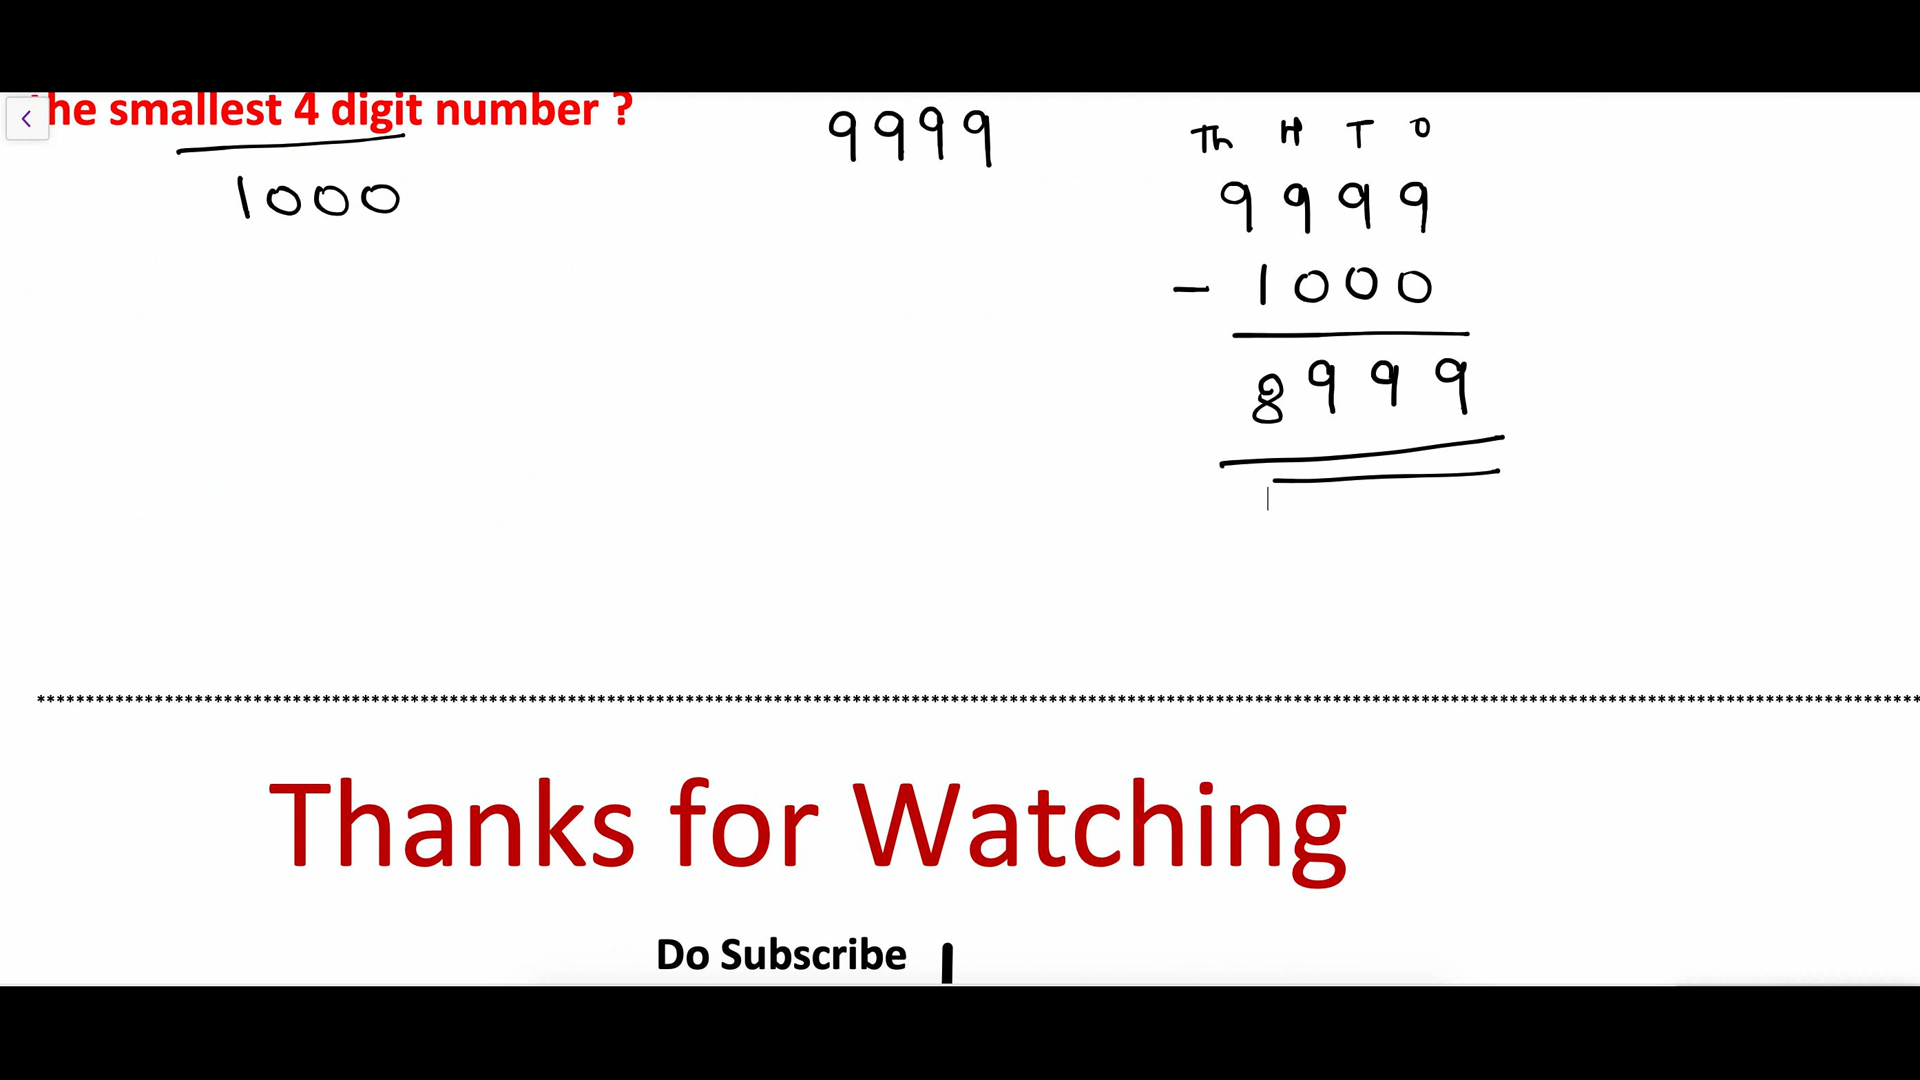 he smallest 4 digit number ?
1000
9999
Th H T O
9999
- 1000
8999
************************************************************************************************************************************************************************************************
Thanks for Watching
Do Subscribe